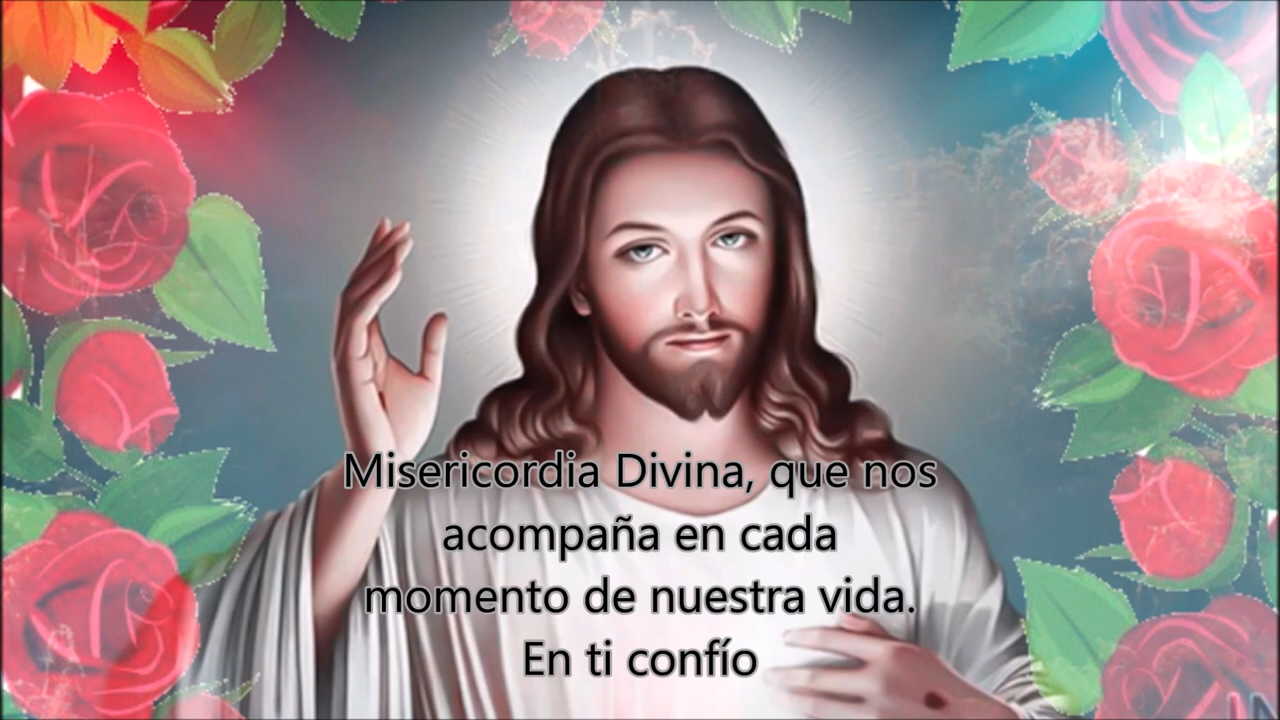 Misericordia Divina, que nos
acompaña en cada
momento de nuestra vida.
En ti confío